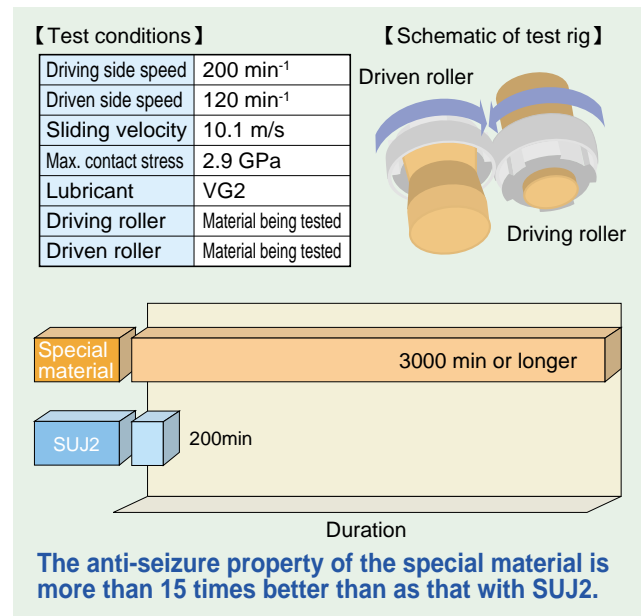 【Test conditions】
【Schematic of test rig】
Driving side speed 200 min⁻¹
Driven side speed 120 min⁻¹
Sliding velocity 10.1 m/s
Max. contact stress 2.9 GPa
Lubricant VG2
Driving roller Material being tested
Driven roller Material being tested
Driven roller
Driving roller
Special
material
3000 min or longer
SUJ2
200min
Duration
The anti-seizure property of the special material is
more than 15 times better than as that with SUJ2.